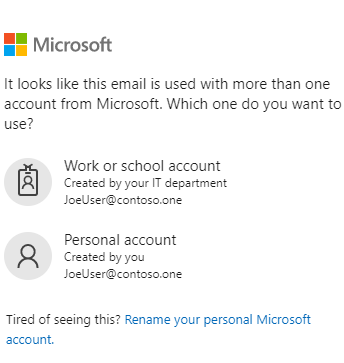 Microsoft
It looks like this email is used with more than one
account from Microsoft. Which one do you want to
use?
Work or school account
Created by your IT department
JoeUser@contoso.one
Personal account
Created by you
JoeUser@contoso.one
Tired of seeing this? Rename your personal Microsoft
account.